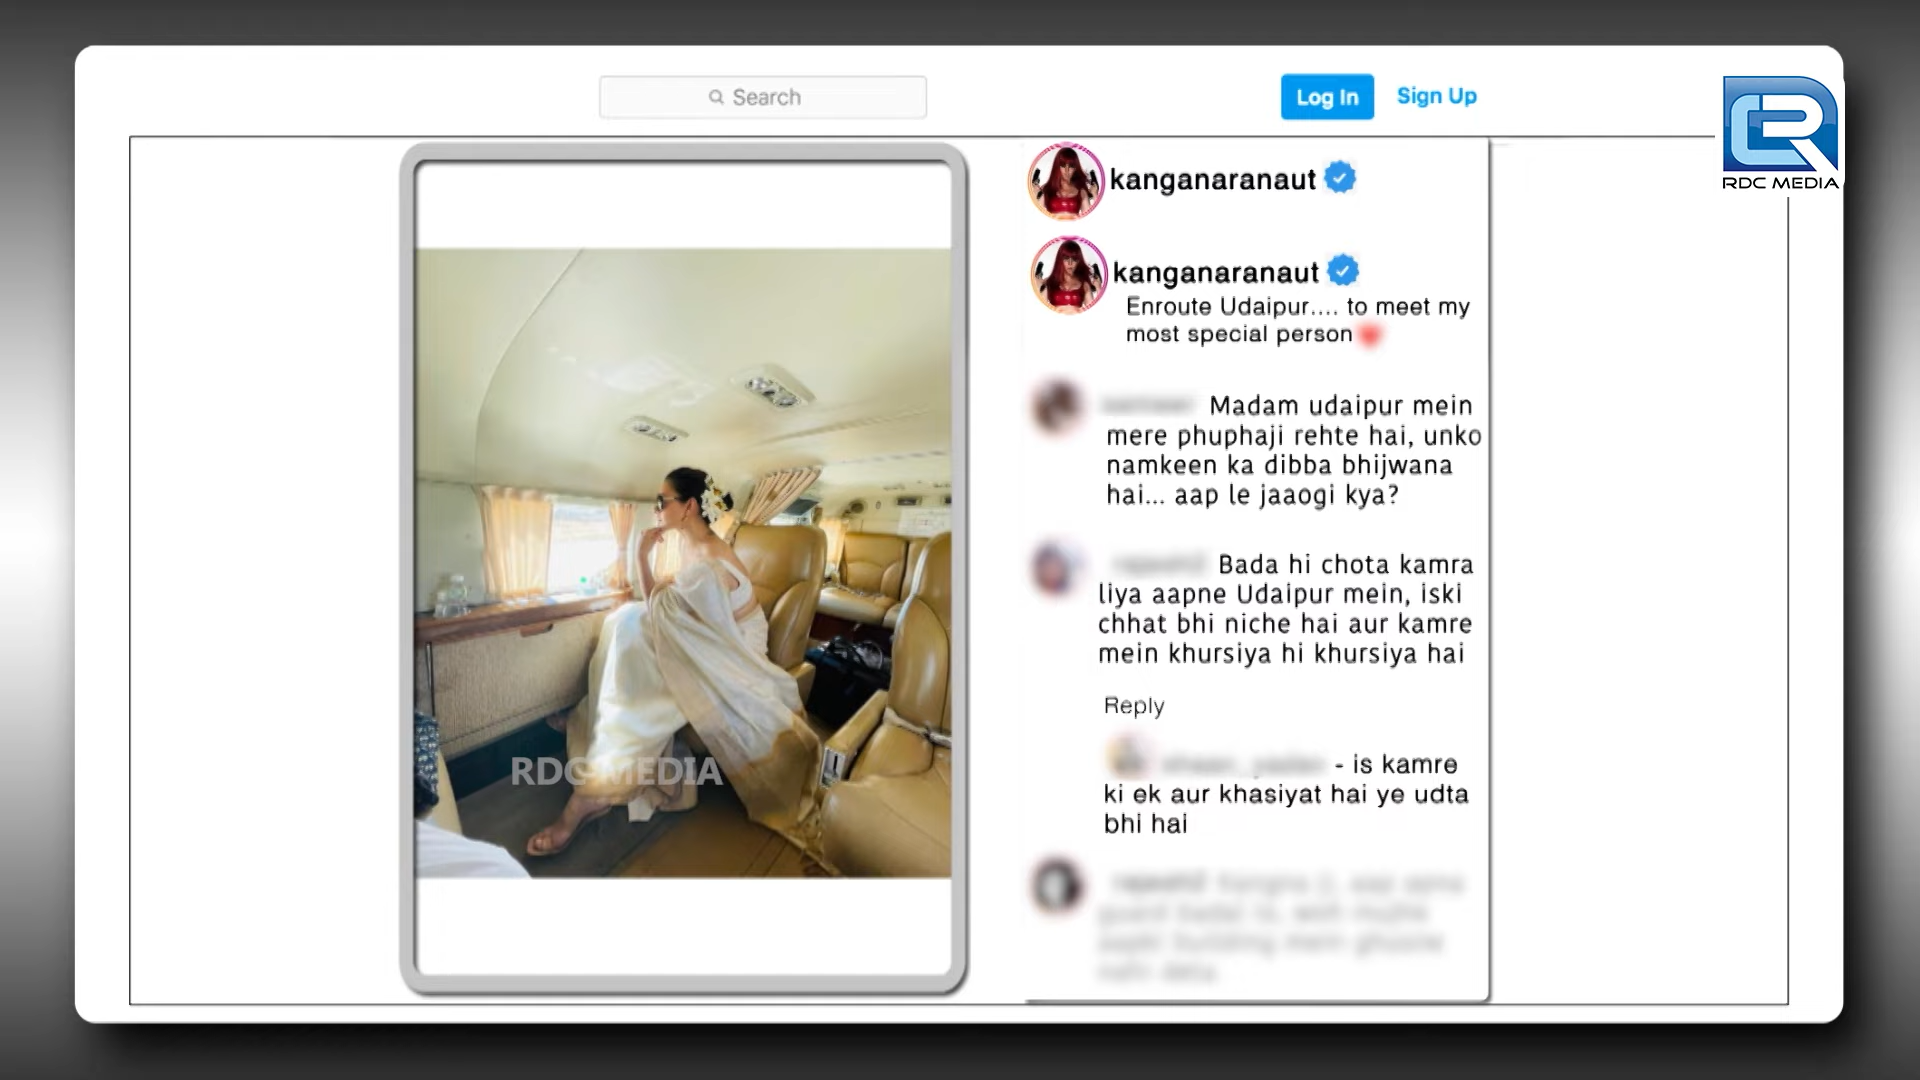 Search
Log In
Sign Up
RDC MEDIA
kanganaranaut
kanganaranaut
Enroute Udaipur.... to meet my
most special person❤️
Madam udaipur mein
mere phuphaji rehte hai, unko
namkeen ka dibba bhijwana
hai... aap le jaaogi kya?
Bada hi chota kamra
liya aapne Udaipur mein, iski
chhat bhi niche hai aur kamre
mein khursiya hi khursiya hai
Reply
- is kamre
ki ek aur khasiyat hai ye udta
bhi hai
RDC MEDIA